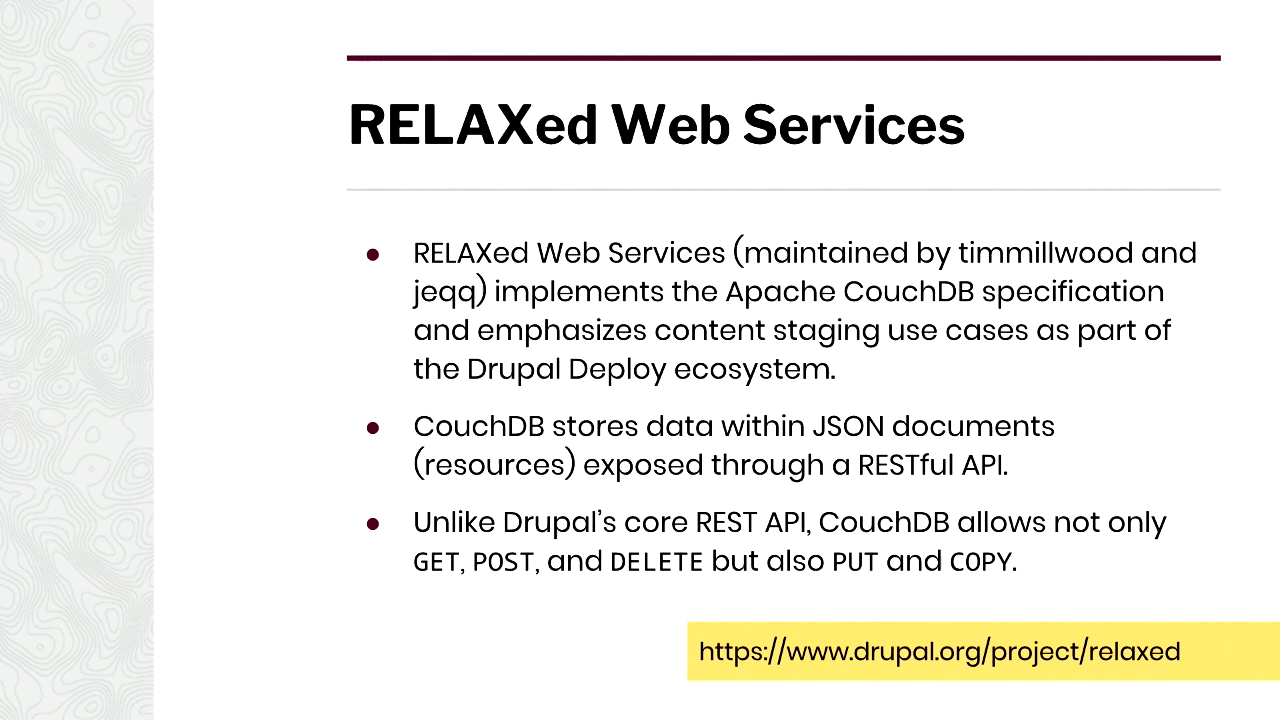 RELAXed Web Services
● RELAXed Web Services (maintained by timmillwood and
jeqq) implements the Apache CouchDB specification
and emphasizes content staging use cases as part of
the Drupal Deploy ecosystem.
● CouchDB stores data within JSON documents
(resources) exposed through a RESTful API.
● Unlike Drupal’s core REST API, CouchDB allows not only
GET, POST, and DELETE but also PUT and COPY.
https://www.drupal.org/project/relaxed